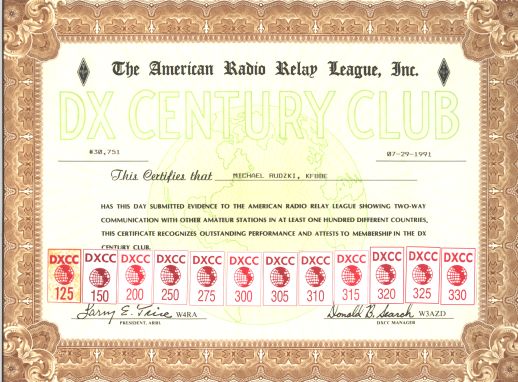 The American Radio Relay League, Inc.
DX CENTURY CLUB
#30,751
07-29-1991
This Certifies that MICHAEL RUDZKI,
HAS THIS DAY SUBMITTED EVIDENCE TO THE AMERICAN RADIO RELAY LEAGUE SHOWING TWO-WAY
COMMUNICATION WITH OTHER AMATEUR STATIONS IN AT LEAST ONE HUNDRED DIFFERENT COUNTRIES,
THIS CERTIFICATE RECOGNIZES OUTSTANDING PERFORMANCE AND ATTESTS TO MEMBERSHIP IN THE DX
CENTURY CLUB.
DXCC DXCC DXCC DXCC DXCC DXCC DXCC DXCC DXCC DXCC DXCC DXCC
125 150 200 250 275 300 305 310 315 320 325 330
Larry E. Price W4RA
Donald B. Search W3AZD
PRESIDENT, ARRL
DXCC MANAGER